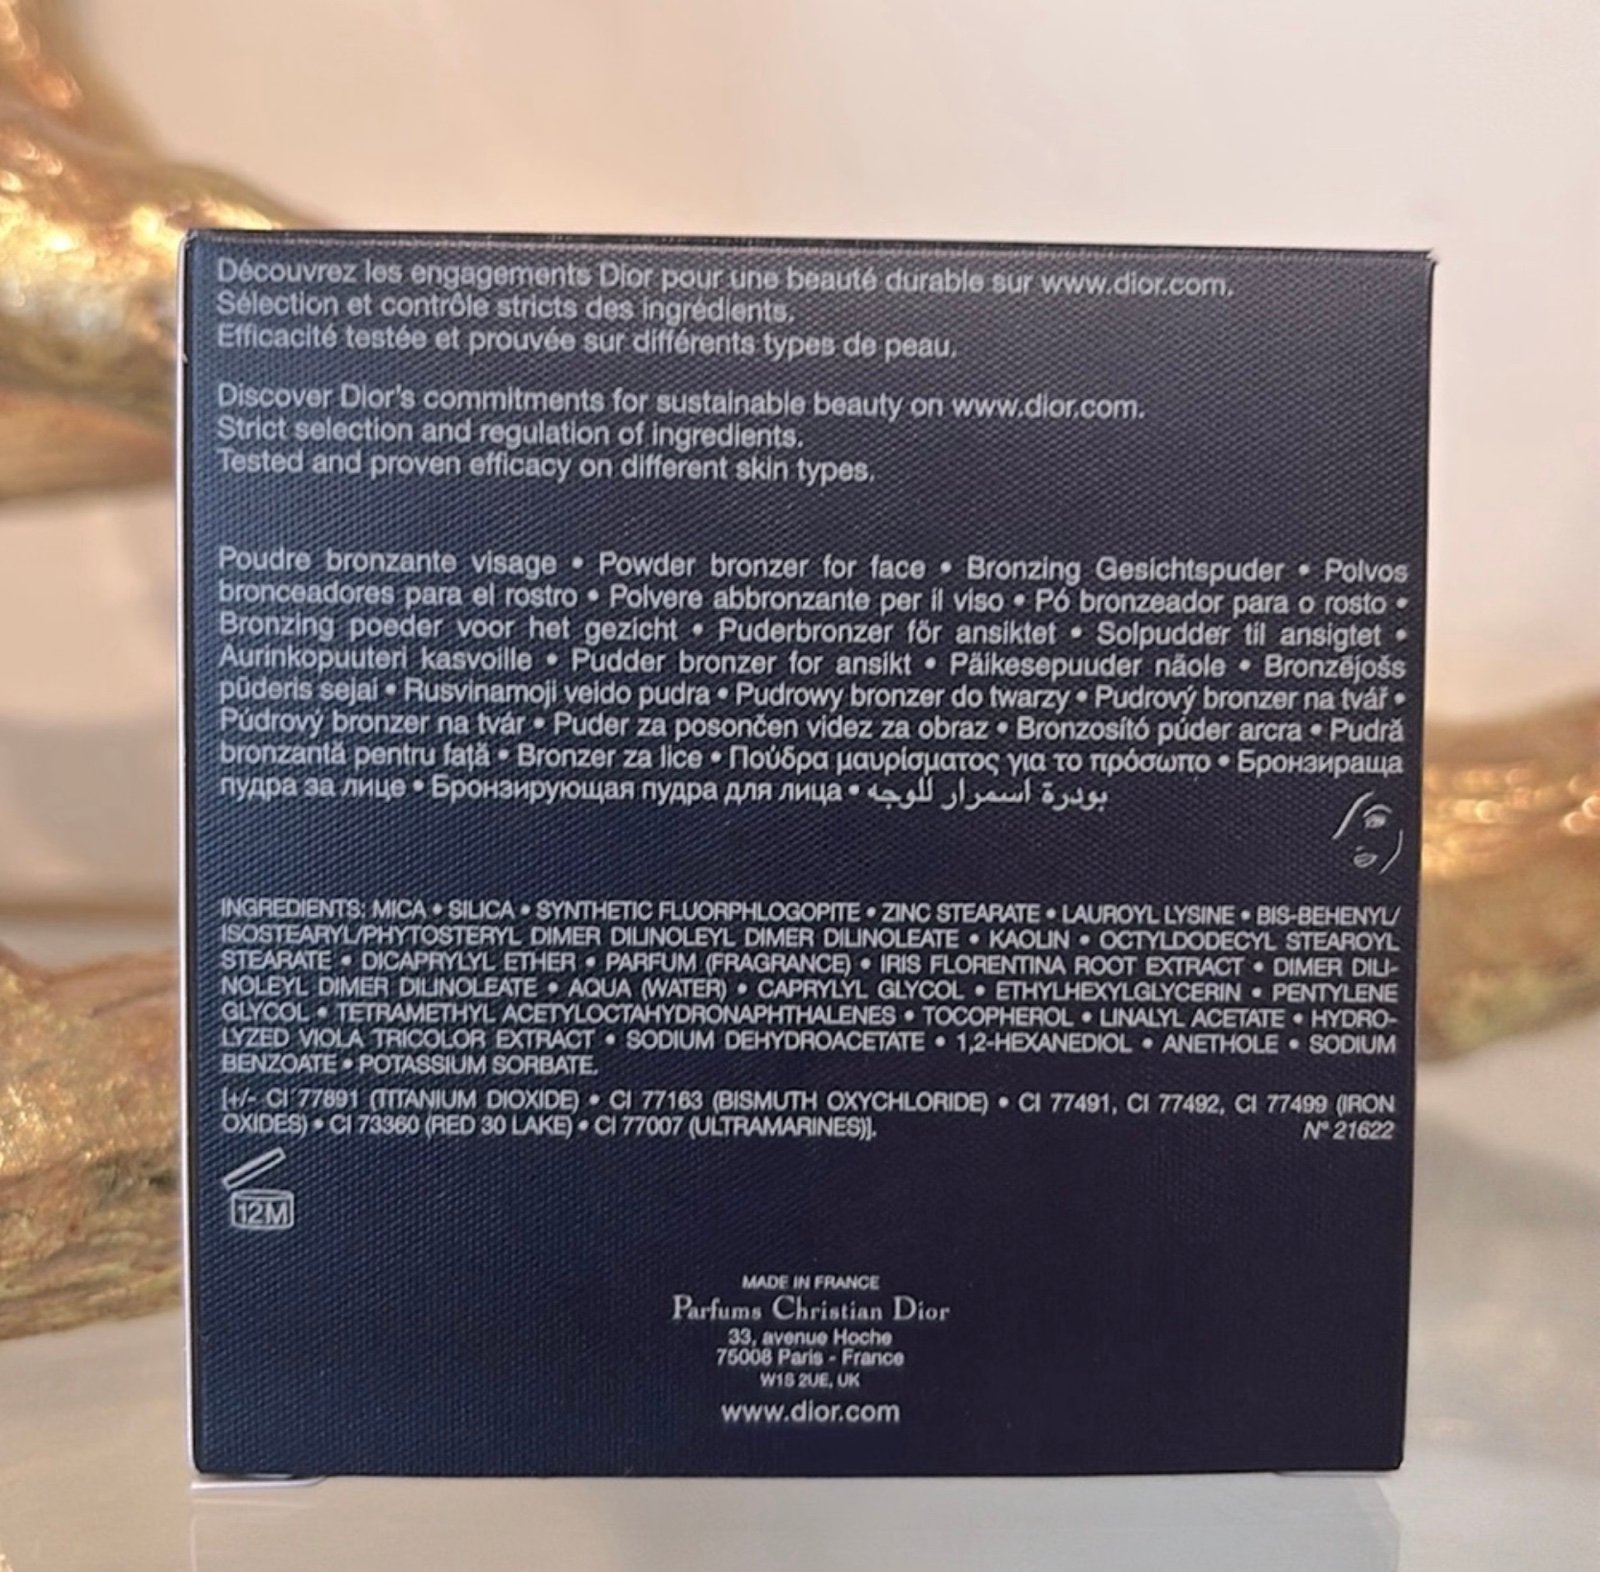 Découvrez les engagements Dior pour une beauté durable sur www.dior.com.
Sélection et contrôle stricts des ingrédients.
Efficacité testée et prouvée sur différents types de peau.
Discover Dior's commitments for sustainable beauty on www.dior.com.
Strict selection and regulation of ingredients.
Tested and proven efficacy on different skin types.
Poudre bronzante visage • Powder bronzer for face • Bronzing Gesichtspuder • Polvos
bronceadores para el rostro • Polvere abbronzante per il viso • Pó bronzeador para o rosto •
Bronzing poeder voor het gezicht • Puderbronzer för ansiktet • Solpudder til ansigtet •
Aurinkopuuteri kasvoille • Pudder bronzer for ansikt • Päikesepuuder näole • Bronzējošs
pūderis sejai • Rusvinamoji veido pudra • Pudrowy bronzer do twarzy • Pudrový bronzer na tvář •
Púdrový bronzer na tvár • Puder za posončen videz za obraz • Bronzosító púder arcra • Pudră
bronzantă pentru față • Bronzer za lice • Πούδρα μαυρίσματος για το πρόσωπο • Бронзираща
пудра за лице • Бронзирующая пудра для лица • بودرة اسمرار للوجه
INGREDIENTS: MICA • SILICA • SYNTHETIC FLUORPHLOGOPITE • ZINC STEARATE • LAUROYL LYSINE • BIS-BEHENYL/
ISOSTEARYL/PHYTOSTERYL DIMER DILINOLEYL DIMER DILINOLEATE • KAOLIN • OCTYLDODECYL STEAROYL
STEARATE • DICAPRYLYL ETHER • PARFUM (FRAGRANCE) • IRIS FLORENTINA ROOT EXTRACT • DIMER DILI-
NOLEYL DIMER DILINOLEATE • AQUA (WATER) • CAPRYLYL GLYCOL • ETHYLHEXYLGLYCERIN • PENTYLENE
GLYCOL • TETRAMETHYL ACETYLOCTAHYDRONAPHTHALENES • TOCOPHEROL • LINALYL ACETATE • HYDRO-
LYZED VIOLA TRICOLOR EXTRACT • SODIUM DEHYDROACETATE • 1,2-HEXANEDIOL • ANETHOLE • SODIUM
BENZOATE • POTASSIUM SORBATE.
[+/- CI 77891 (TITANIUM DIOXIDE) • CI 77163 (BISMUTH OXYCHLORIDE) • CI 77491, CI 77492, CI 77499 (IRON
OXIDES) • CI 73360 (RED 30 LAKE) • CI 77007 (ULTRAMARINES)]. N° 21622
12M
MADE IN FRANCE
Parfums Christian Dior
33, avenue Hoche
75008 Paris - France
W1S 2UE, UK
www.dior.com